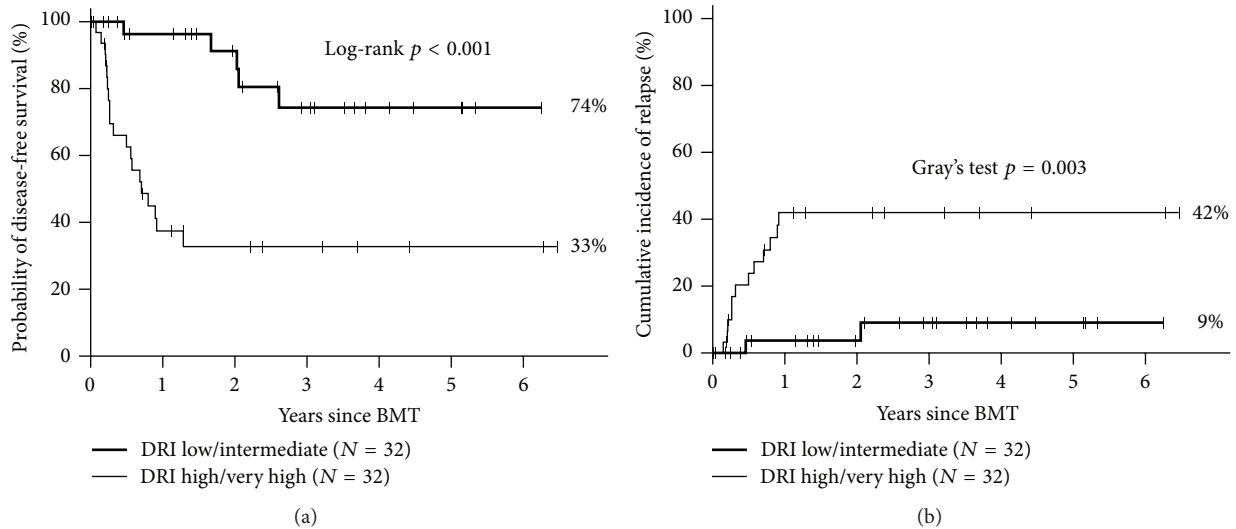 Probability of disease-free survival (%)
100
80
60
40
20
0
Log-rank p < 0.001
74%
33%
0 1 2 3 4 5 6
Years since BMT
DRI low/intermediate (N = 32)
DRI high/very high (N = 32)
(a)
Cumulative incidence of relapse (%)
100
80
60
40
20
0
Gray's test p = 0.003
42%
9%
0 1 2 3 4 5 6
Years since BMT
DRI low/intermediate (N = 32)
DRI high/very high (N = 32)
(b)